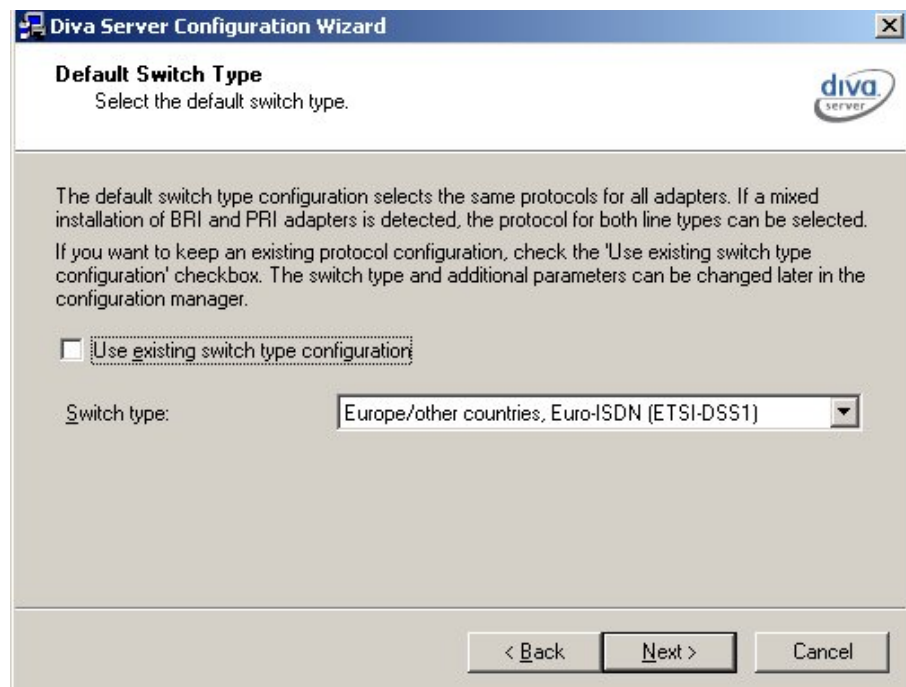 Diva Server Configuration Wizard
Default Switch Type
Select the default switch type.
diva.
server
The default switch type configuration selects the same protocols for all adapters. If a mixed
installation of BRI and PRI adapters is detected, the protocol for both line types can be selected.
If you want to keep an existing protocol configuration, check the 'Use existing switch type
configuration' checkbox. The switch type and additional parameters can be changed later in the
configuration manager.
Use existing switch type configuration
Switch type:
Europe/other countries, Euro-ISDN (ETSI-DSS1)
< Back
Next >
Cancel